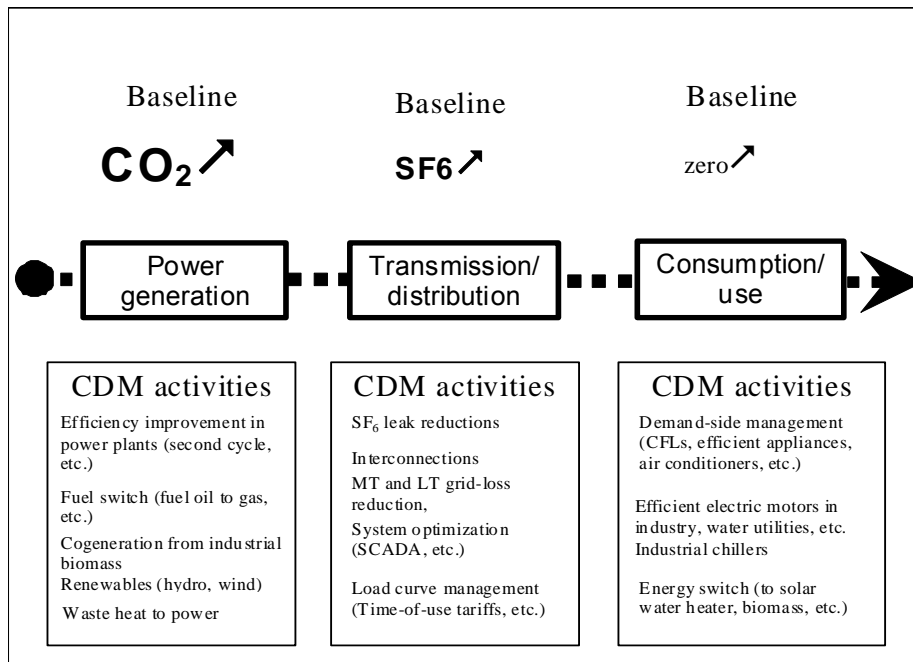 Baseline
CO₂↗
Baseline
SF6↗
Baseline
zero↗
Power
generation
Transmission/
distribution
Consumption/
use
CDM activities
Efficiency improvement in
power plants (second cycle,
etc.)
Fuel switch (fuel oil to gas,
etc.)
Cogeneration from industrial
biomass
Renewables (hydro, wind)
Waste heat to power
CDM activities
SF₆ leak reductions
Interconnections
MT and LT grid-loss
reduction,
System optimization
(SCADA, etc.)
Load curve management
(Time-of-use tariffs, etc.)
CDM activities
Demand-side management
(CFLs, efficient appliances,
air conditioners, etc.)
Efficient electric motors in
industry, water utilities, etc.
Industrial chillers
Energy switch (to solar
water heater, biomass, etc.)